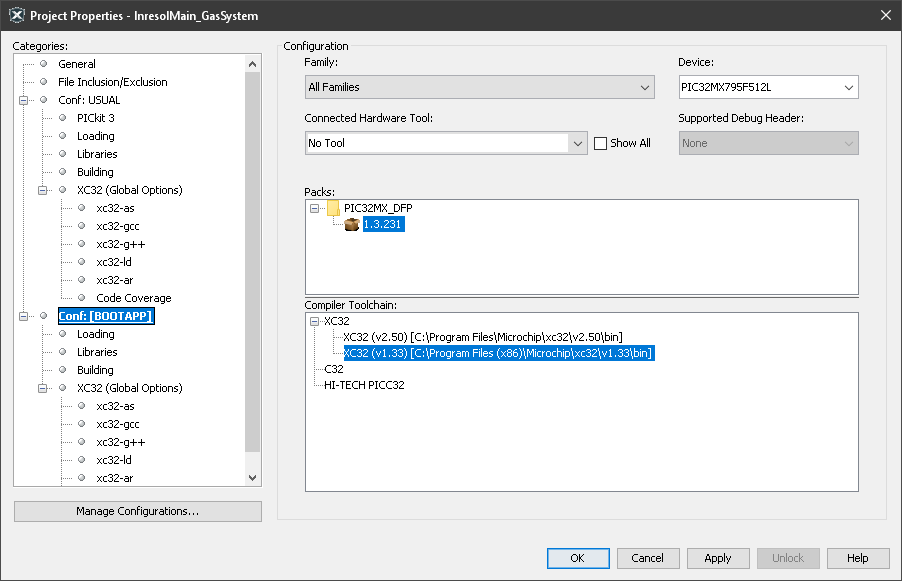 Project Properties - InresolMain_GasSystem
Categories:
General
File Inclusion/Exclusion
Conf: USUAL
PICkit 3
Loading
Libraries
Building
XC32 (Global Options)
xc32-as
xc32-gcc
xc32-g++
xc32-ld
xc32-ar
Code Coverage
Conf: [BOOTAPP]
Loading
Libraries
Building
XC32 (Global Options)
xc32-as
xc32-gcc
xc32-g++
xc32-ld
xc32-ar
Manage Configurations...
Configuration
Family:
Device:
All Families
PIC32MX795F512L
Connected Hardware Tool:
Supported Debug Header:
No Tool
Show All
None
Packs:
PIC32MX_DFP
1.3.231
Compiler Toolchain:
XC32
XC32 (v2.50) [C:\Program Files\Microchip\xc32\v2.50\bin]
XC32 (v1.33) [C:\Program Files (x86)\Microchip\xc32\v1.33\bin]
C32
HI-TECH PICC32
OK
Cancel
Apply
Unlock
Help